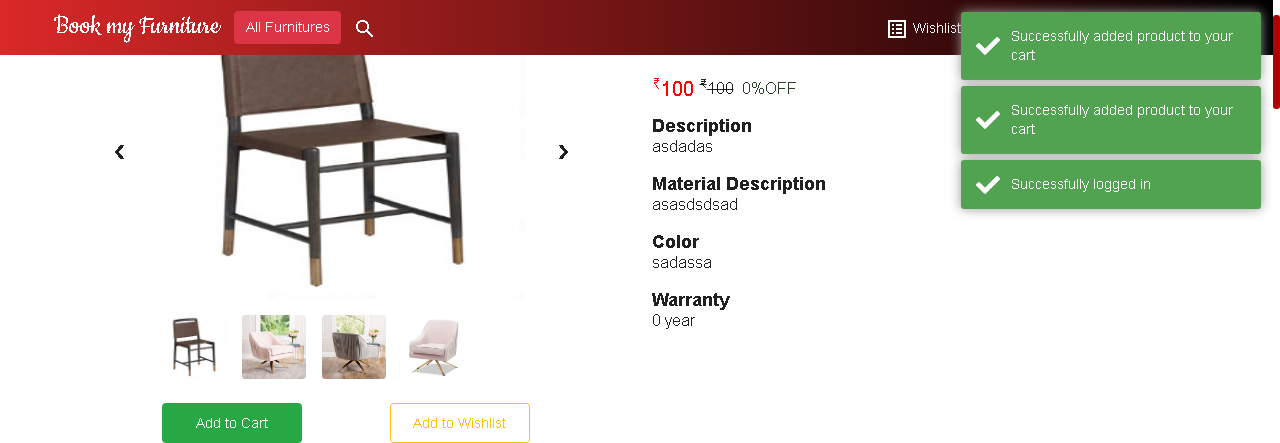 Book my Furniture
All Furnitures
Wishlist
Successfully added product to your
cart
Successfully added product to your
cart
Successfully logged in
₹100 ₹100 0%OFF
Description
asdadas
Material Description
asasdsdsad
Color
sadassa
Warranty
0 year
Add to Cart
Add to Wishlist